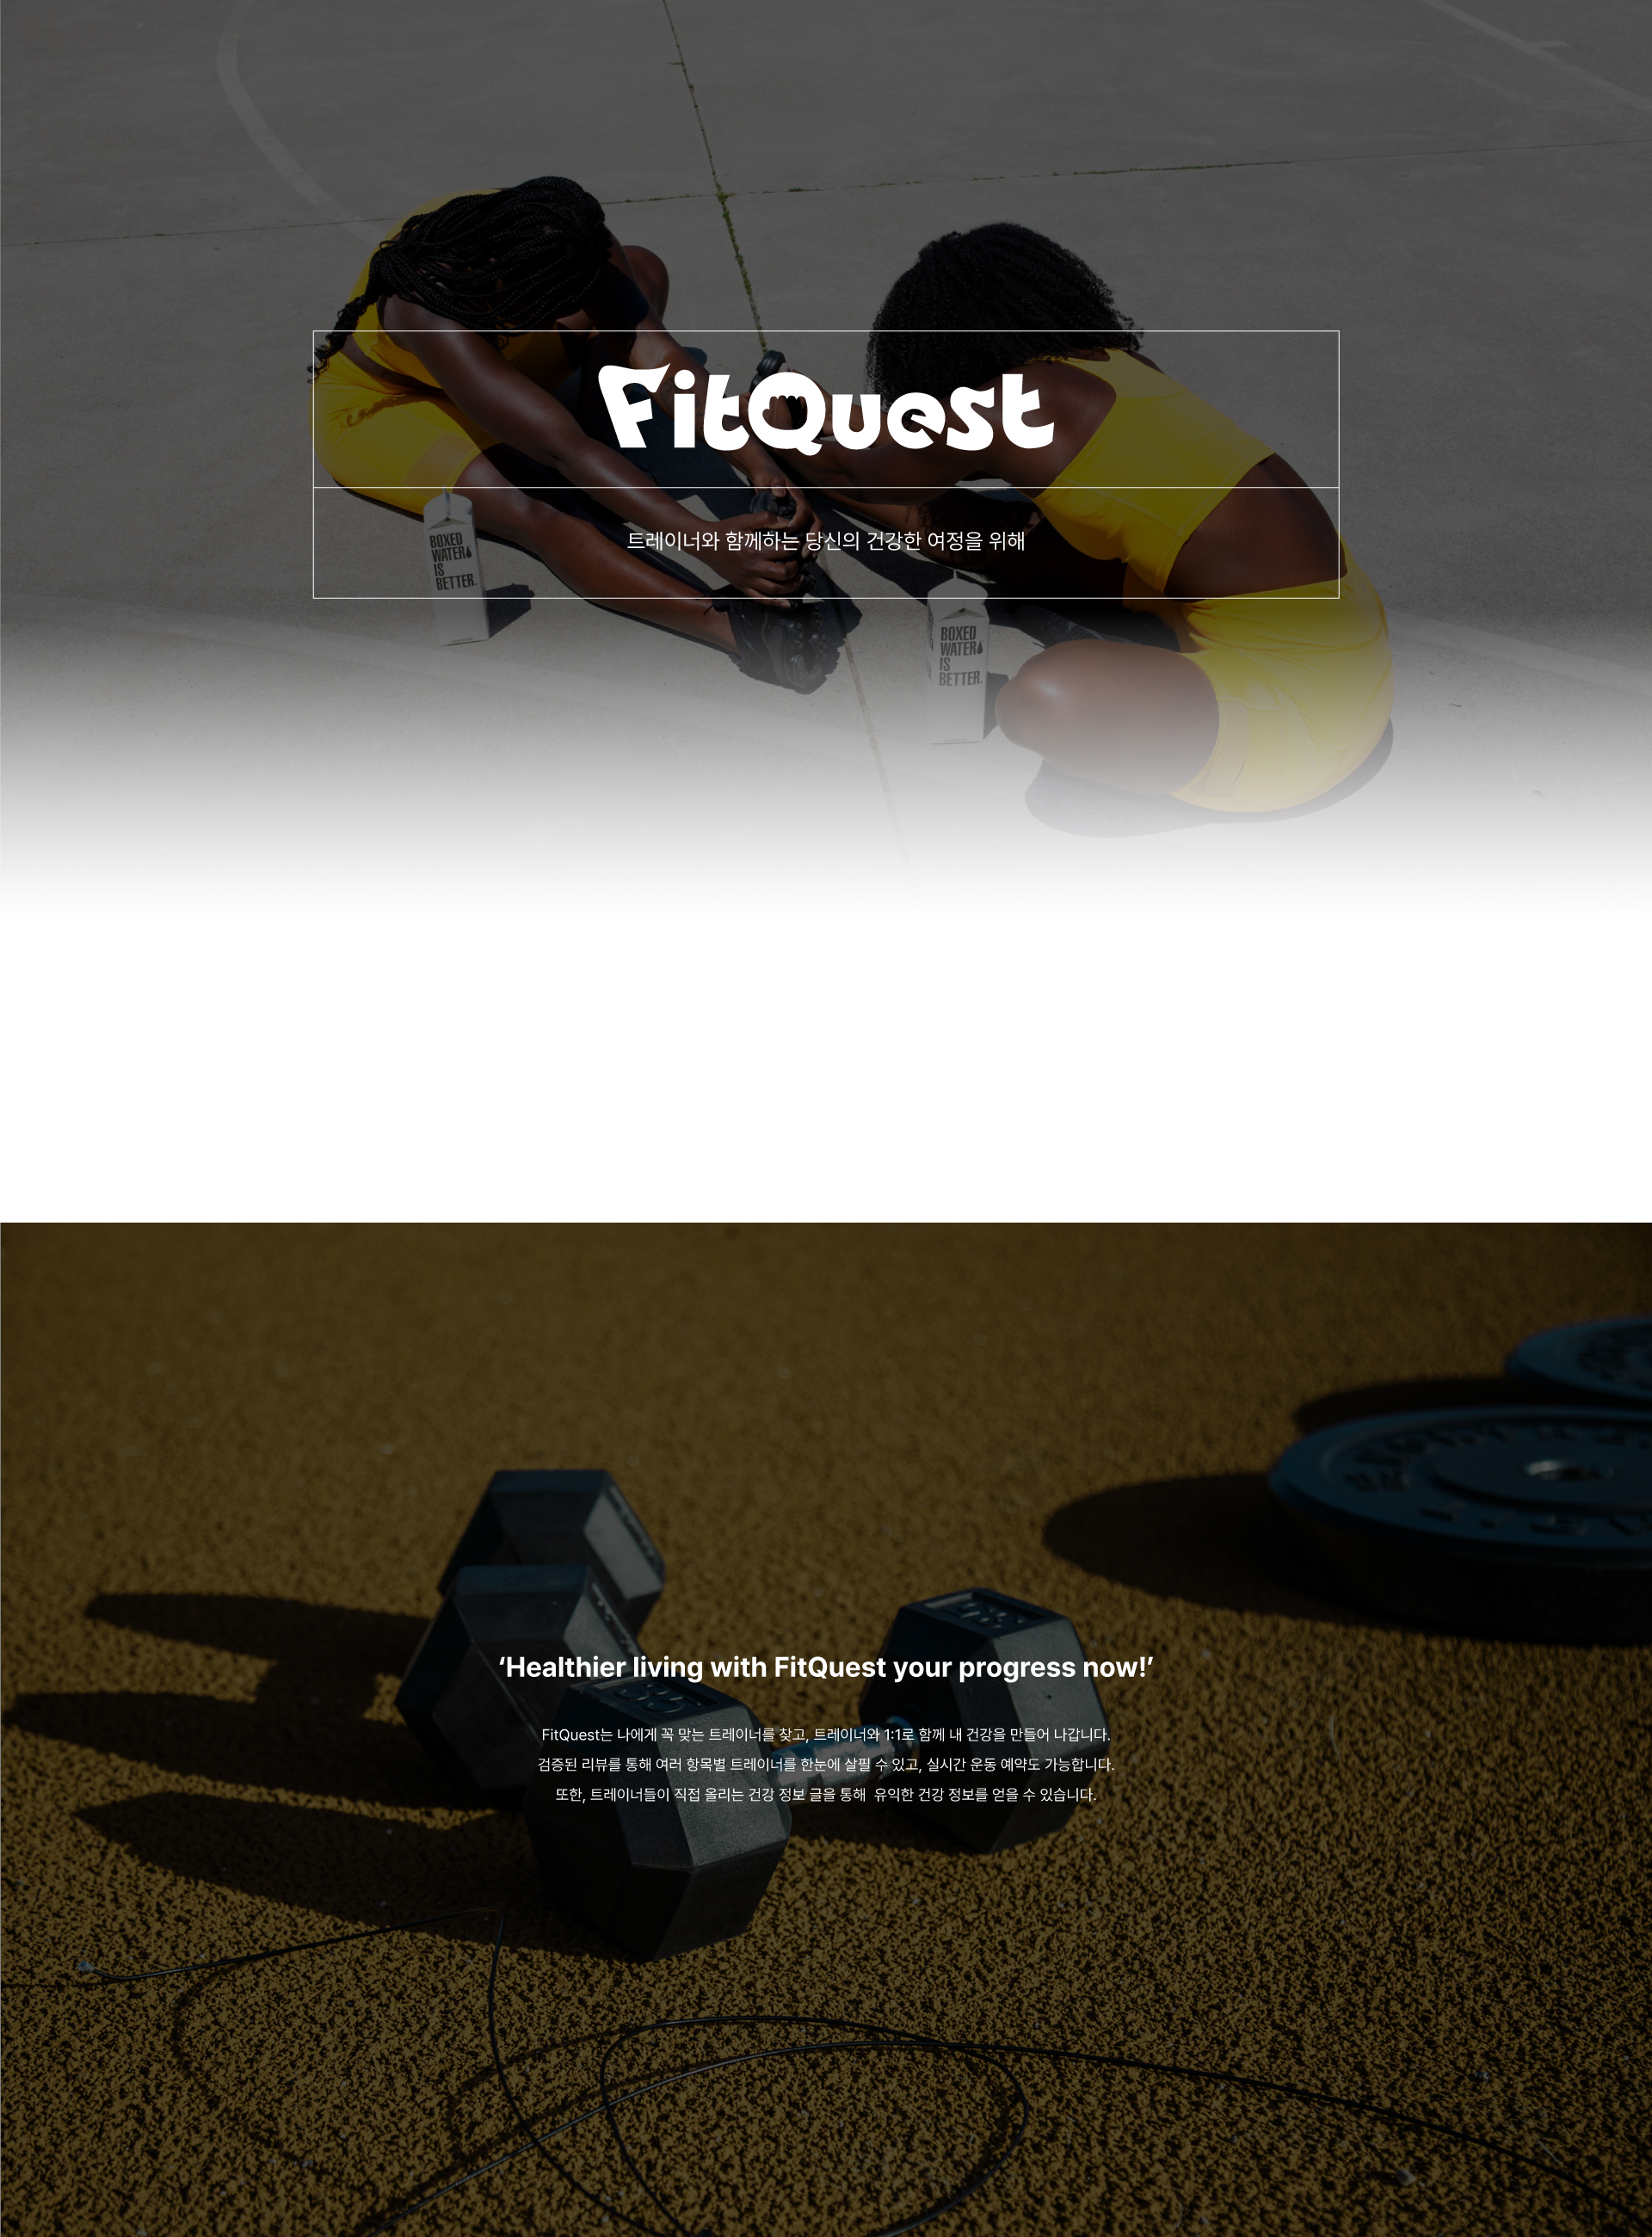 FitQuest
트레이너와 함께하는 당신의 건강한 여정을 위해
BOXED
WATER
IS
BETTER.
BOXED
WATER
IS
BETTER.
‘Healthier living with FitQuest your progress now!’
FitQuest는 나에게 꼭 맞는 트레이너를 찾고, 트레이너와 1:1로 함께 내 건강을 만들어 나갑니다.
검증된 리뷰를 통해 여러 항목별 트레이너를 한눈에 살필 수 있고, 실시간 운동 예약도 가능합니다.
또한, 트레이너들이 직접 올리는 건강 정보 글을 통해  유익한 건강 정보를 얻을 수 있습니다.